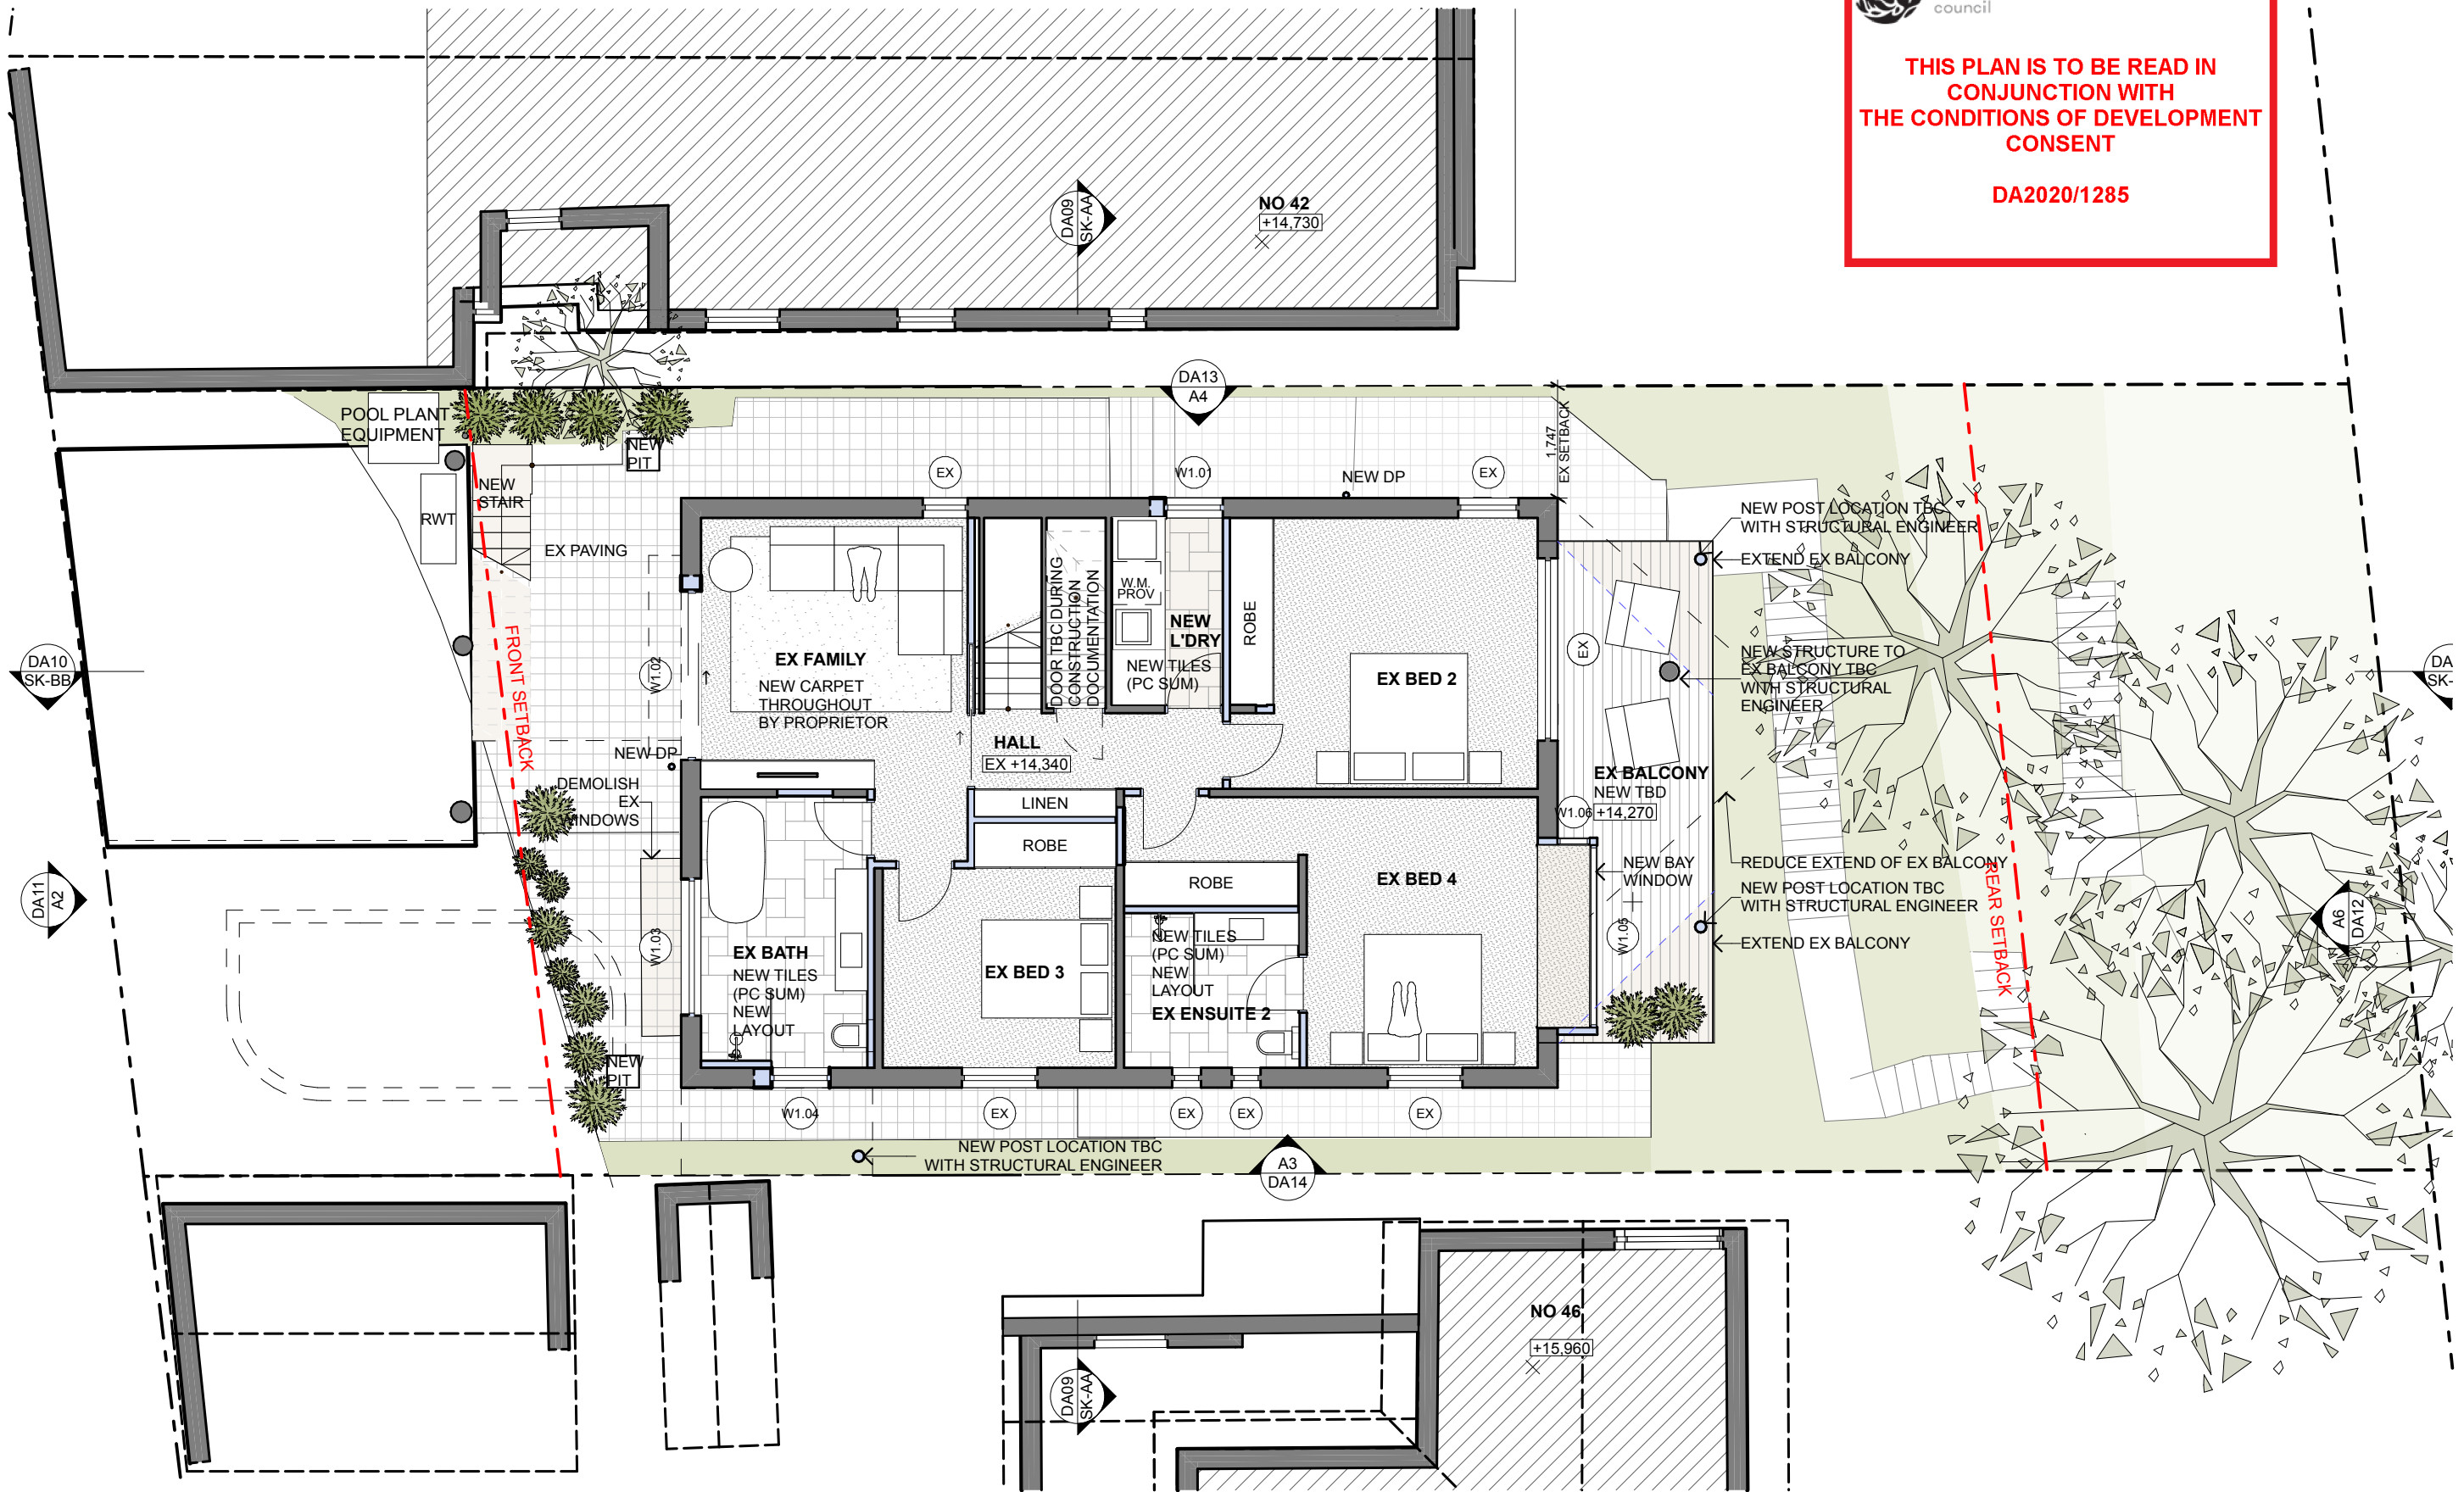 council
THIS PLAN IS TO BE READ IN
CONJUNCTION WITH
THE CONDITIONS OF DEVELOPMENT
CONSENT
DA2020/1285
DA09
SK-AA
NO 42
+14,730
DA13
A4
1,747
EX SETBACK
POOL PLANT
EQUIPMENT
NEW
PIT
NEW
STAIR
RWT
EX PAVING
EX
W1.01
NEW DP
EX
NEW POST LOCATION TBC
WITH STRUCTURAL ENGINEER
EXTEND EX BALCONY
FRONT SETBACK
W1.02
EX FAMILY
NEW CARPET
THROUGHOUT
BY PROPRIETOR
DOOR TBC DURING
CONSTRUCTION
DOCUMENTATION
W.M.
PROV
NEW
L'DRY
NEW TILES
(PC SUM)
ROBE
EX BED 2
EX
NEW STRUCTURE TO
EX BALCONY TBC
WITH STRUCTURAL
ENGINEER
DA10
SK-BB
DA
SK-
HALL
EX +14,340
NEW DP
DEMOLISH
EX
WINDOWS
LINEN
ROBE
EX BALCONY
NEW TBD
+14,270
W1.06
REDUCE EXTEND OF EX BALCONY
NEW BAY
WINDOW
NEW POST LOCATION TBC
WITH STRUCTURAL ENGINEER
EXTEND EX BALCONY
REAR SETBACK
DA11
A2
A6
DA12
W1.03
EX BATH
NEW TILES
(PC SUM)
NEW
LAYOUT
EX BED 3
ROBE
NEW TILES
(PC SUM)
NEW
LAYOUT
EX ENSUITE 2
EX BED 4
W1.05
NEW
PIT
W1.04
EX
EX
EX
EX
NEW POST LOCATION TBC
WITH STRUCTURAL ENGINEER
A3
DA14
NO 46
+15,960
DA09
SK-AA